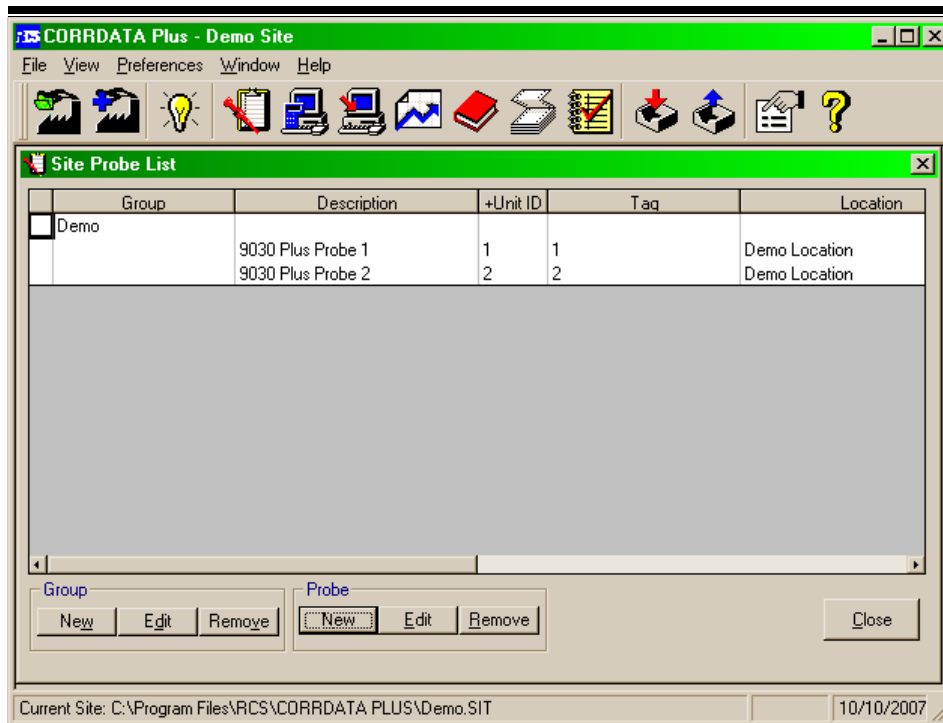 RCS CORRDATA Plus - Demo Site
File View Preferences Window Help
Site Probe List
Group Description +Unit ID Tag Location
Demo
9030 Plus Probe 1 1 1 Demo Location
9030 Plus Probe 2 2 2 Demo Location
Group Probe
New Edit Remove New Edit Remove Close
Current Site: C:\Program Files\RCS\CORRDATA PLUS\Demo.SIT 10/10/2007